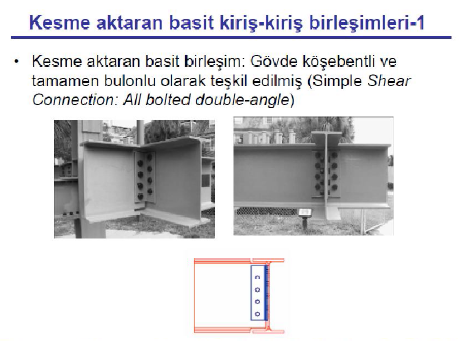 Kesme aktaran basit kiriş-kiriş birleşimleri-1
• Kesme aktaran basit birleşim: Gövde köşebentli ve
tamamen bulonlu olarak teşkil edilmiş (Simple Shear
Connection: All bolted double-angle)